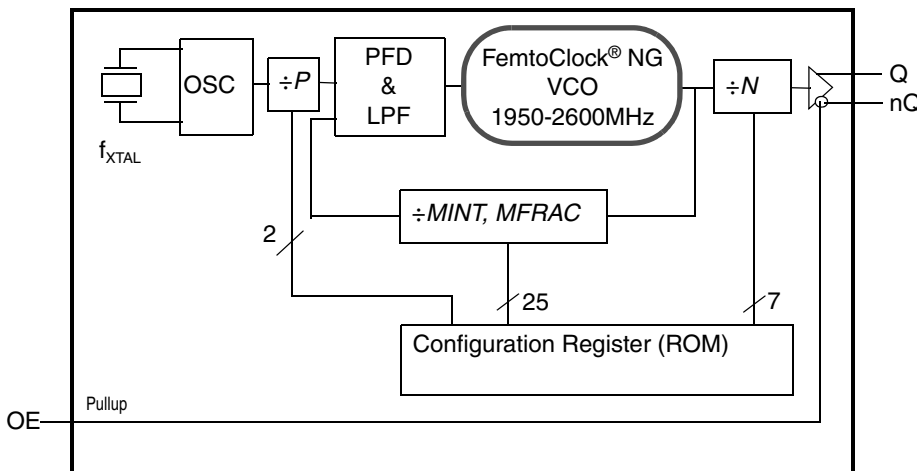 FemtoClock® NG
VCO
1950-2600MHz
PFD
&
LPF
OSC
÷P
÷N
Q
nQ
fXTAL
÷MINT, MFRAC
2
25
7
Configuration Register (ROM)
Pullup
OE